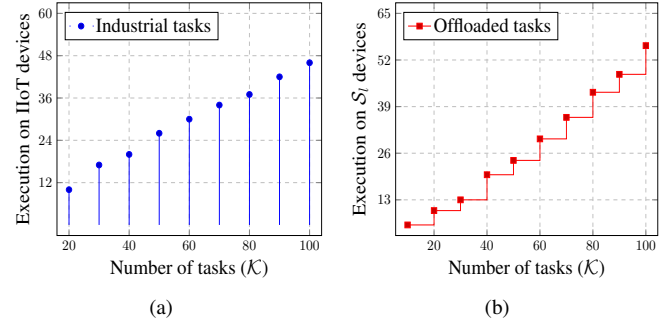 60
48
36
24
12
20
40
60
80
100
Industrial tasks
Execution on IIoT devices
Number of tasks (𝒦)
(a)
65
52
39
26
13
20
40
60
80
100
Offloaded tasks
Execution on 𝒮ₗ devices
Number of tasks (𝒦)
(b)